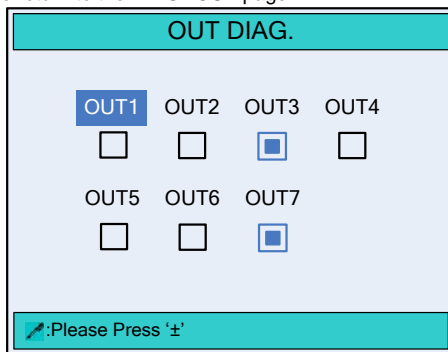 OUT DIAG.
OUT1 OUT2 OUT3 OUT4
OUT5 OUT6 OUT7
:Please Press ‘±’